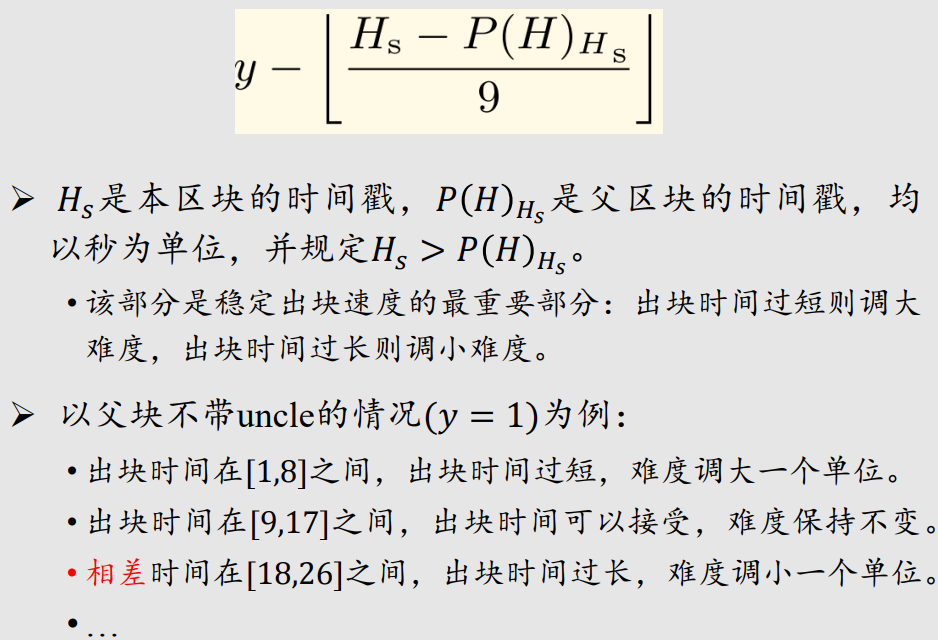 y − ⌊(H_s − P(H)_{H_s}) / 9⌋
➢ H_s是本区块的时间戳，P(H)_{H_s}是父区块的时间戳，均
以秒为单位，并规定H_s > P(H)_{H_s}。
• 该部分是稳定出块速度的最重要部分：出块时间过短则调大
难度，出块时间过长则调小难度。
➢ 以父块不带uncle的情况(y = 1)为例：
• 出块时间在[1,8]之间，出块时间过短，难度调大一个单位。
• 出块时间在[9,17]之间，出块时间可以接受，难度保持不变。
• 相差时间在[18,26]之间，出块时间过长，难度调小一个单位。
• …